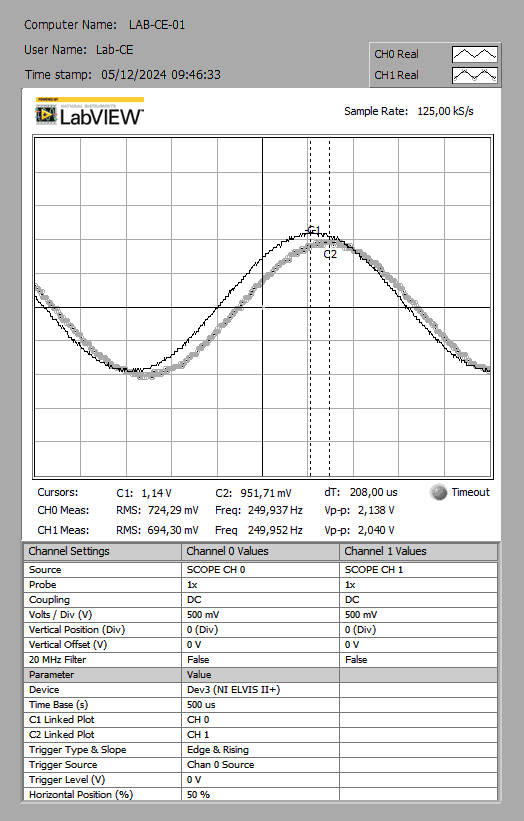 Computer Name: LAB-CE-01
User Name: Lab-CE
Time stamp: 05/12/2024 09:46:33
CH0 Real
CH1 Real
POWERED BY
NATIONAL INSTRUMENTS
LabVIEW™
Sample Rate: 125,00 kS/s
C1
C2
Cursors: C1: 1,14 V C2: 951,71 mV dT: 208,00 us Timeout
CH0 Meas: RMS: 724,29 mV Freq: 249,937 Hz Vp-p: 2,138 V
CH1 Meas: RMS: 694,30 mV Freq 249,952 Hz Vp-p: 2,040 V
Channel Settings Channel 0 Values Channel 1 Values
Source SCOPE CH 0 SCOPE CH 1
Probe 1x 1x
Coupling DC DC
Volts / Div (V) 500 mV 500 mV
Vertical Position (Div) 0 (Div) 0 (Div)
Vertical Offset (V) 0 V 0 V
20 MHz Filter False False
Parameter Value
Device Dev3 (NI ELVIS II+)
Time Base (s) 500 us
C1 Linked Plot CH 0
C2 Linked Plot CH 1
Trigger Type & Slope Edge & Rising
Trigger Source Chan 0 Source
Trigger Level (V) 0 V
Horizontal Position (%) 50 %